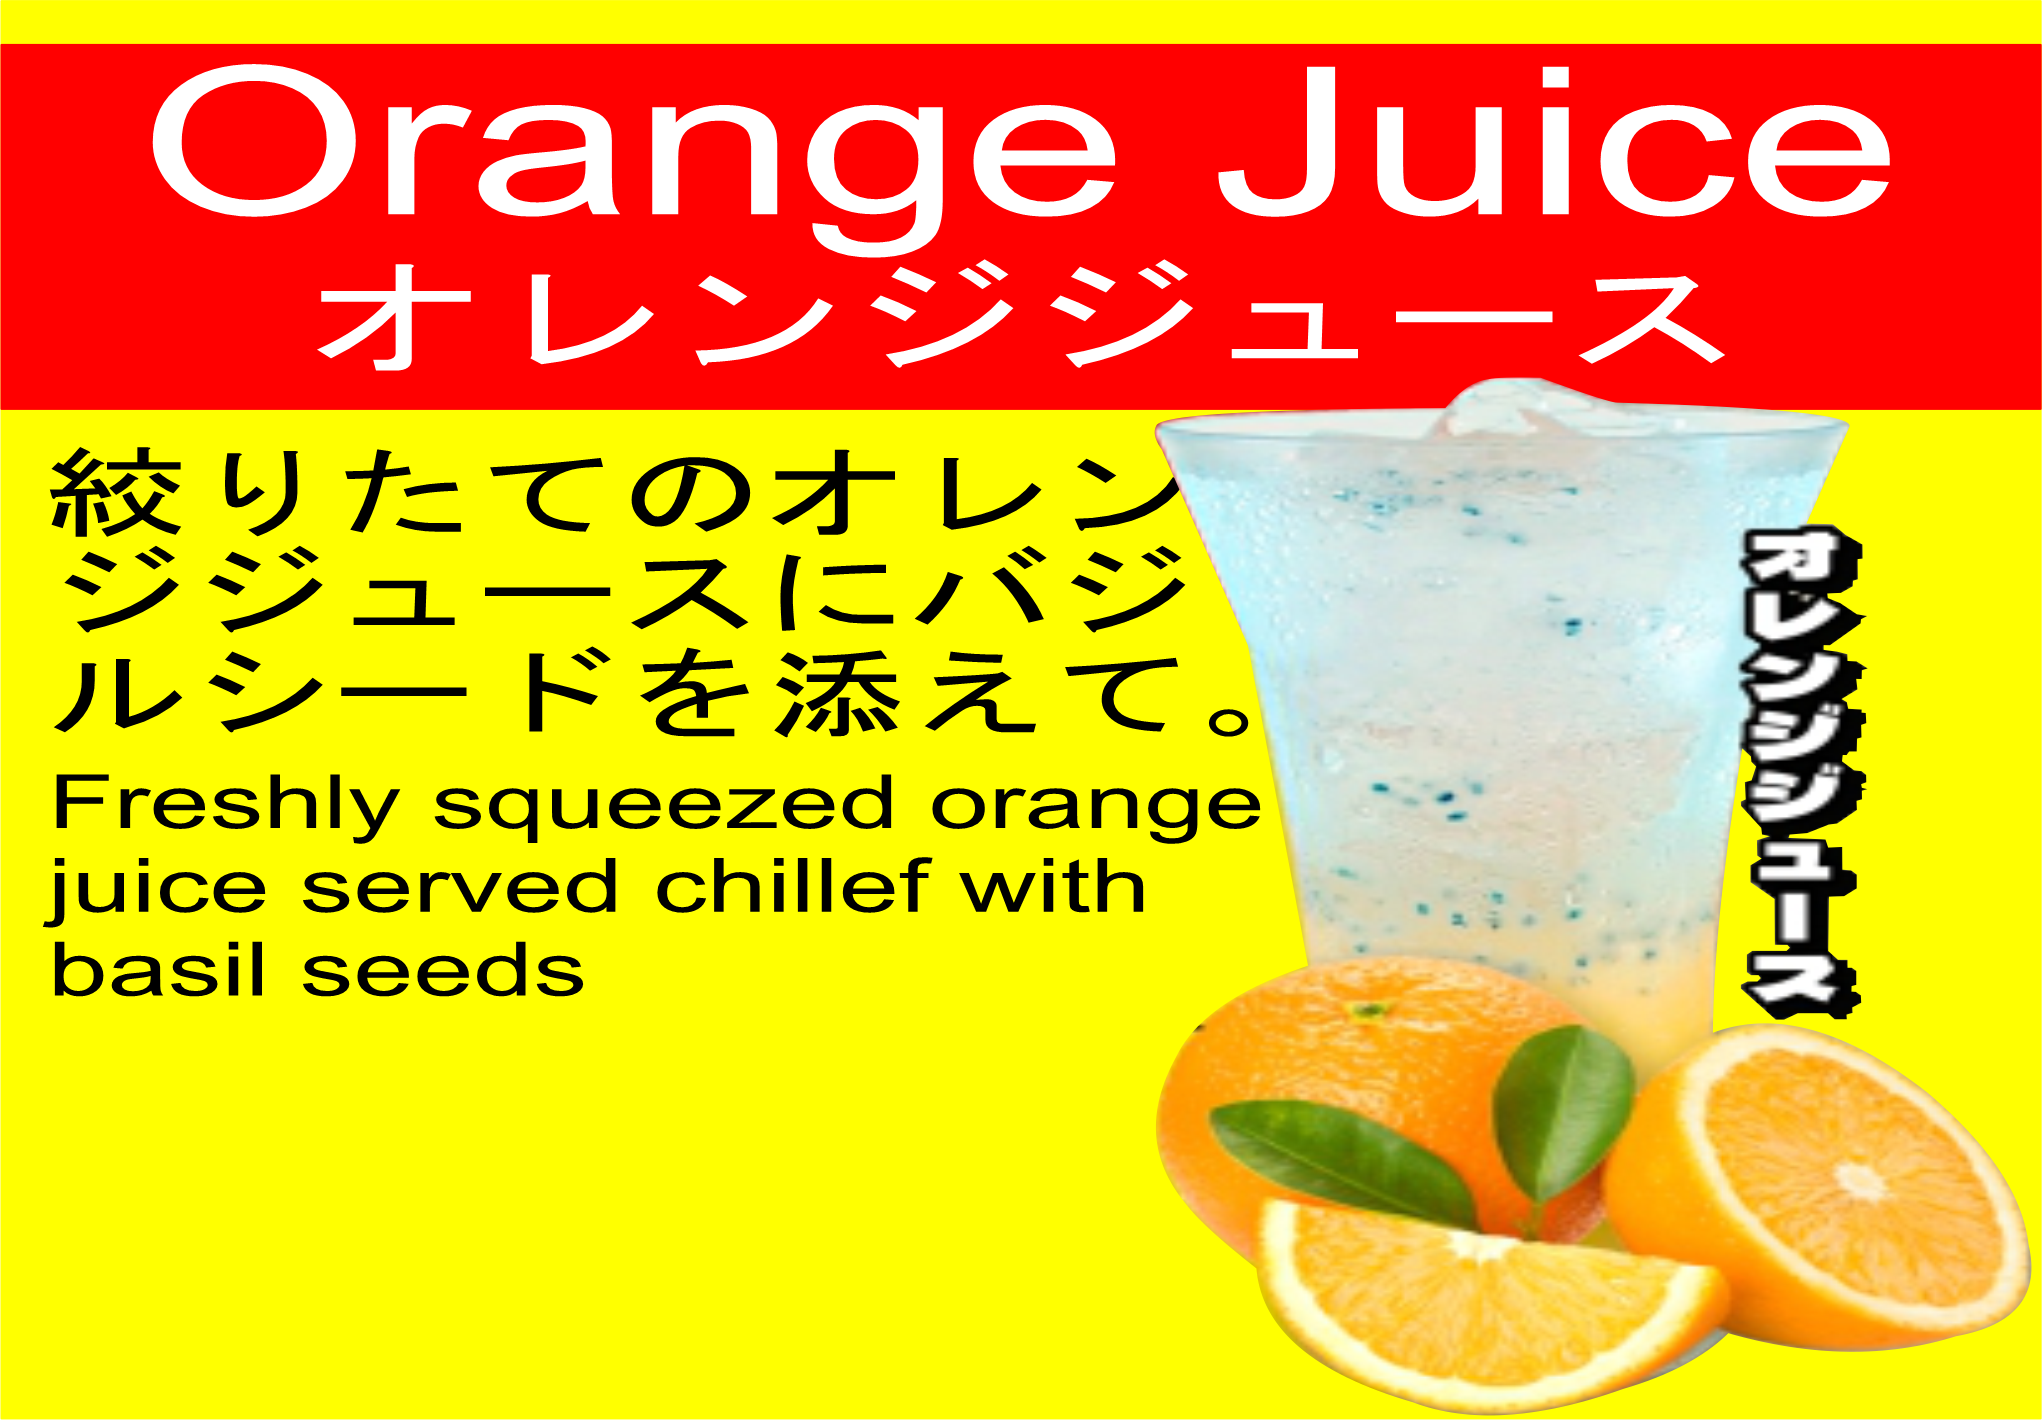 Orange Juice
オレンジジュース
絞りたてのオレン
ジジュースにバジ
ルシードを添えて。
Freshly squeezed orange
juice served chillef with
basil seeds
オレンジジュース